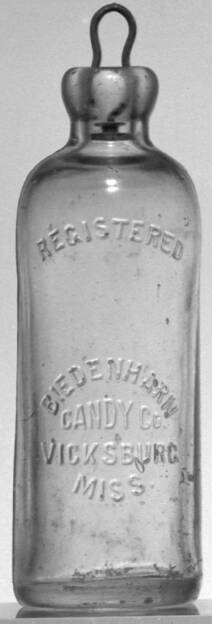 REGISTERED
BIEDENHARN
CANDY Co.
VICKSBURG
MISS.